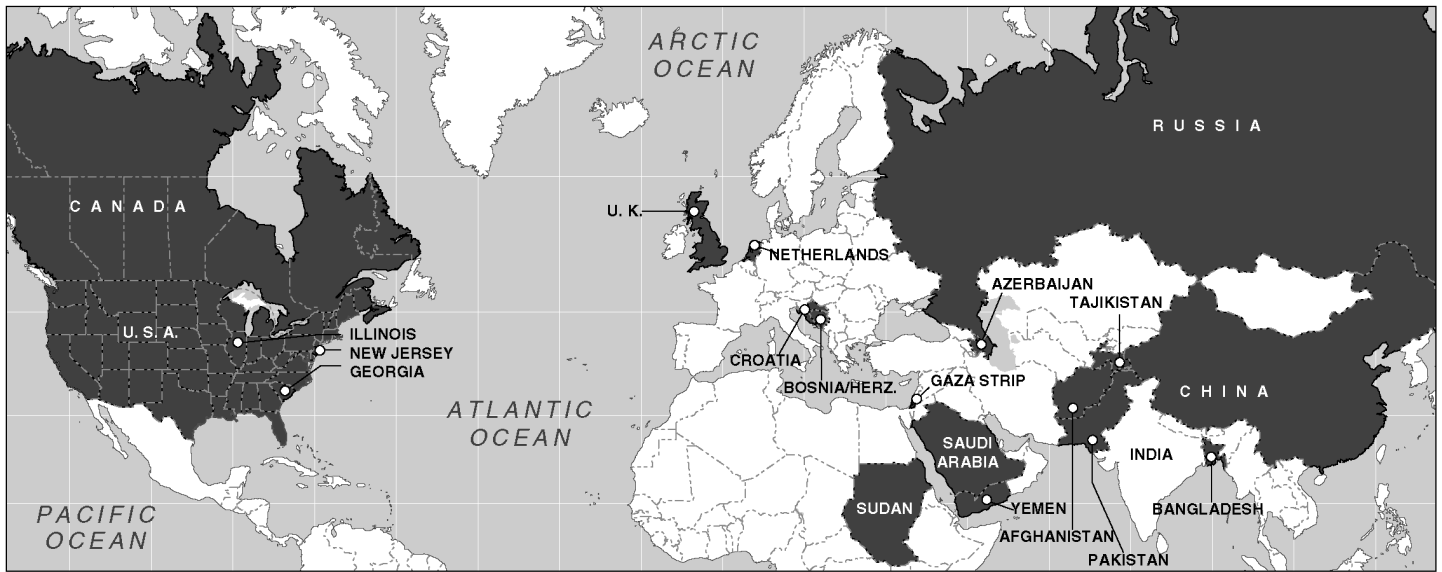 ARCTIC
OCEAN
RUSSIA
CANADA
U. K.
NETHERLANDS
AZERBAIJAN
TAJIKISTAN
U.S.A.
ILLINOIS
NEW JERSEY
GEORGIA
CROATIA
BOSNIA/HERZ.
GAZA STRIP
CHINA
ATLANTIC
OCEAN
SAUDI
ARABIA
INDIA
SUDAN
YEMEN
BANGLADESH
AFGHANISTAN
PAKISTAN
PACIFIC
OCEAN